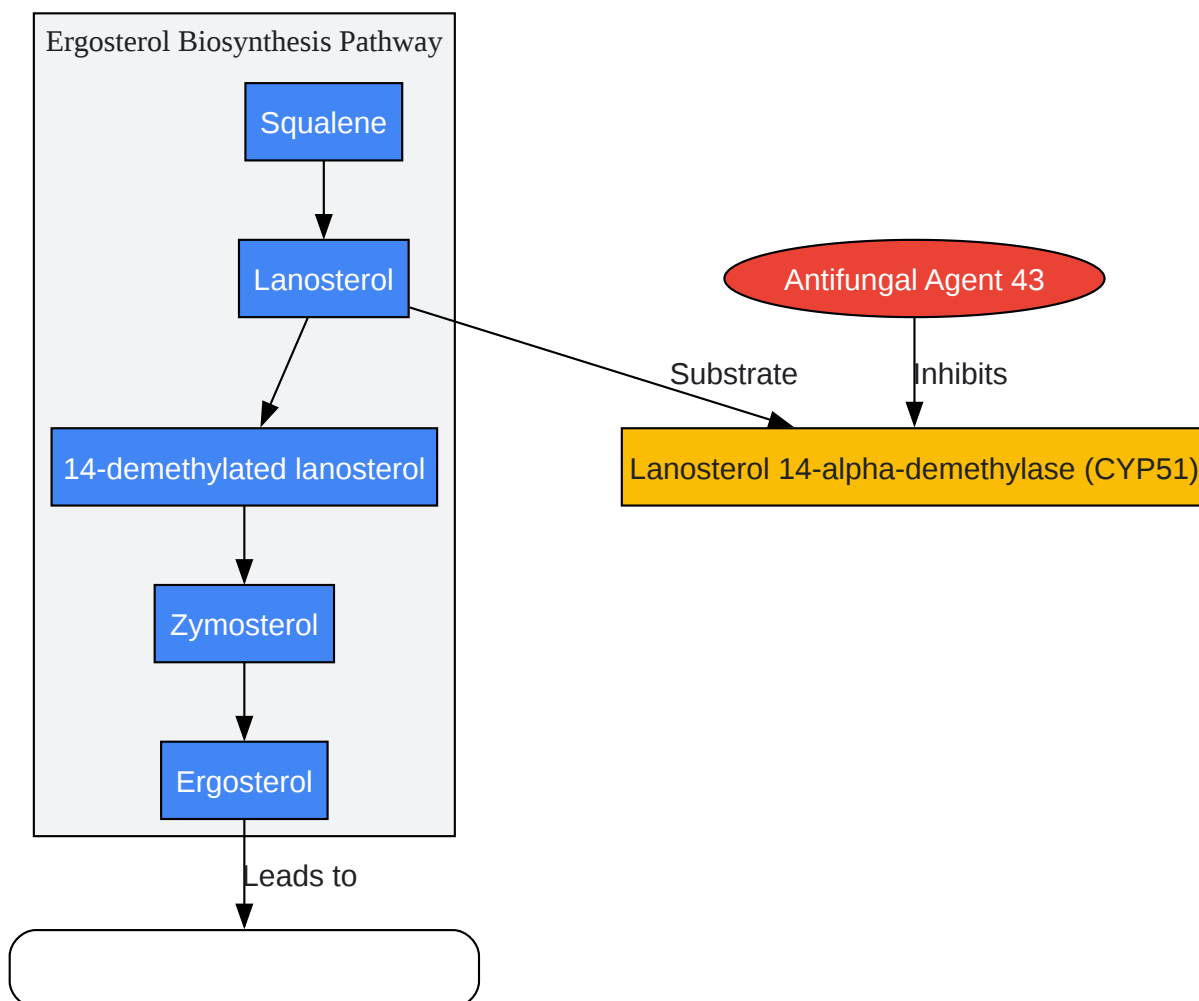 Ergosterol Biosynthesis Pathway
Squalene
Lanosterol
Antifungal Agent 43
Substrate
Inhibits
14-demethylated lanosterol
Lanosterol 14-alpha-demethylase (CYP51)
Zymosterol
Ergosterol
Leads to